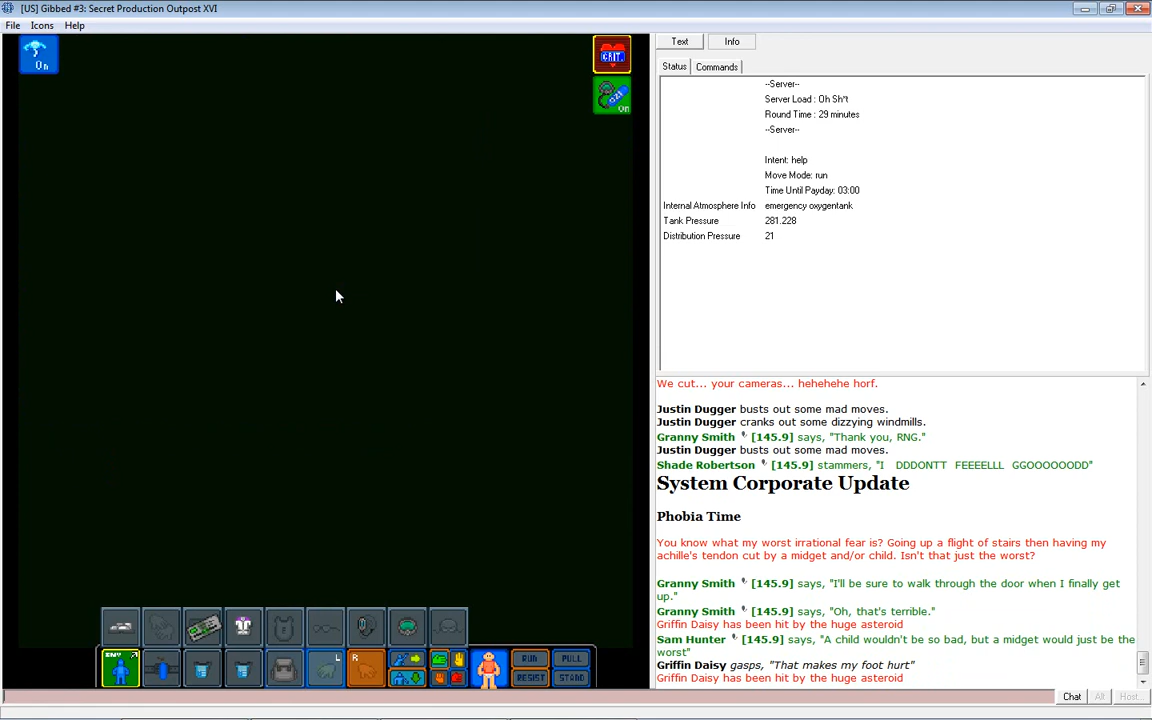 [US] Gibbed #3: Secret Production Outpost XVI
File Icons Help
On
CRIT.
On
Text Info
Status Commands
--Server--
Server Load : Oh Sh*t
Round Time : 29 minutes
--Server--
Intent: help
Move Mode: run
Time Until Payday: 03:00
Internal Atmosphere Info emergency oxygentank
Tank Pressure 281.228
Distribution Pressure 21
We cut... your cameras... hehehehe horf.
Justin Dugger busts out some mad moves.
Justin Dugger cranks out some dizzying windmills.
Granny Smith [145.9] says, "Thank you, RNG."
Justin Dugger busts out some mad moves.
Shade Robertson [145.9] stammers, "I DDDONTT FEEEELLL GGOOOOOODD"
System Corporate Update
Phobia Time
You know what my worst irrational fear is? Going up a flight of stairs then having my
achille's tendon cut by a midget and/or child. Isn't that just the worst?
Granny Smith [145.9] says, "I'll be sure to walk through the door when I finally get
up."
Granny Smith [145.9] says, "Oh, that's terrible."
Griffin Daisy has been hit by the huge asteroid
Sam Hunter [145.9] says, "A child wouldn't be so bad, but a midget would just be the
worst"
Griffin Daisy gasps, "That makes my foot hurt"
Griffin Daisy has been hit by the huge asteroid
L R
RUN PULL
RESIST STAND
Chat Alt Host...